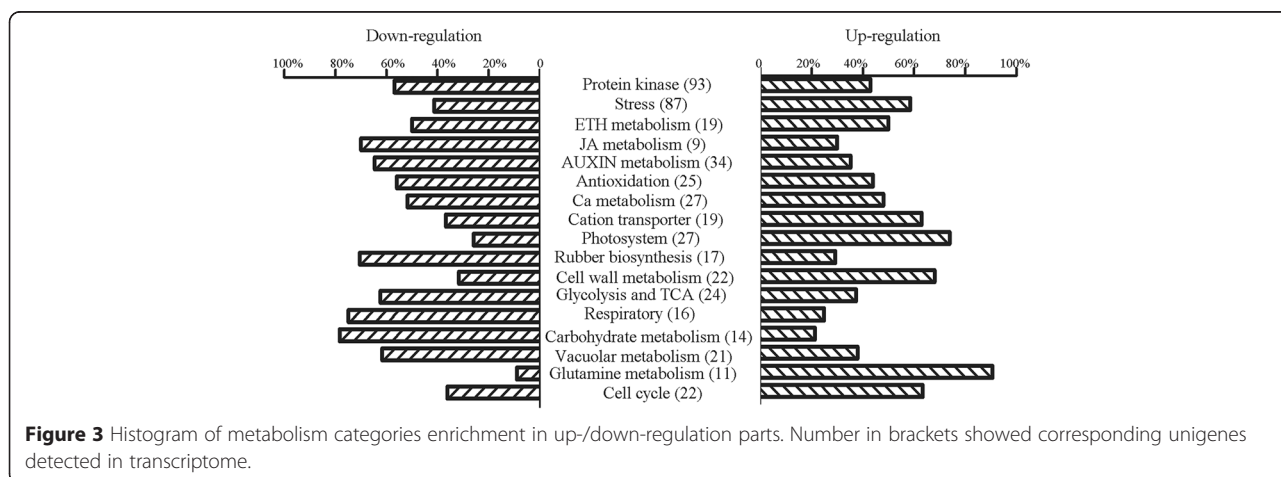 Down-regulation
Up-regulation
100% 80% 60% 40% 20% 0
0 20% 40% 60% 80% 100%
Protein kinase (93)
Stress (87)
ETH metabolism (19)
JA metabolism (9)
AUXIN metabolism (34)
Antioxidation (25)
Ca metabolism (27)
Cation transporter (19)
Photosystem (27)
Rubber biosynthesis (17)
Cell wall metabolism (22)
Glycolysis and TCA (24)
Respiratory (16)
Carbohydrate metabolism (14)
Vacuolar metabolism (21)
Glutamine metabolism (11)
Cell cycle (22)
Figure 3 Histogram of metabolism categories enrichment in up-/down-regulation parts. Number in brackets showed corresponding unigenes
detected in transcriptome.